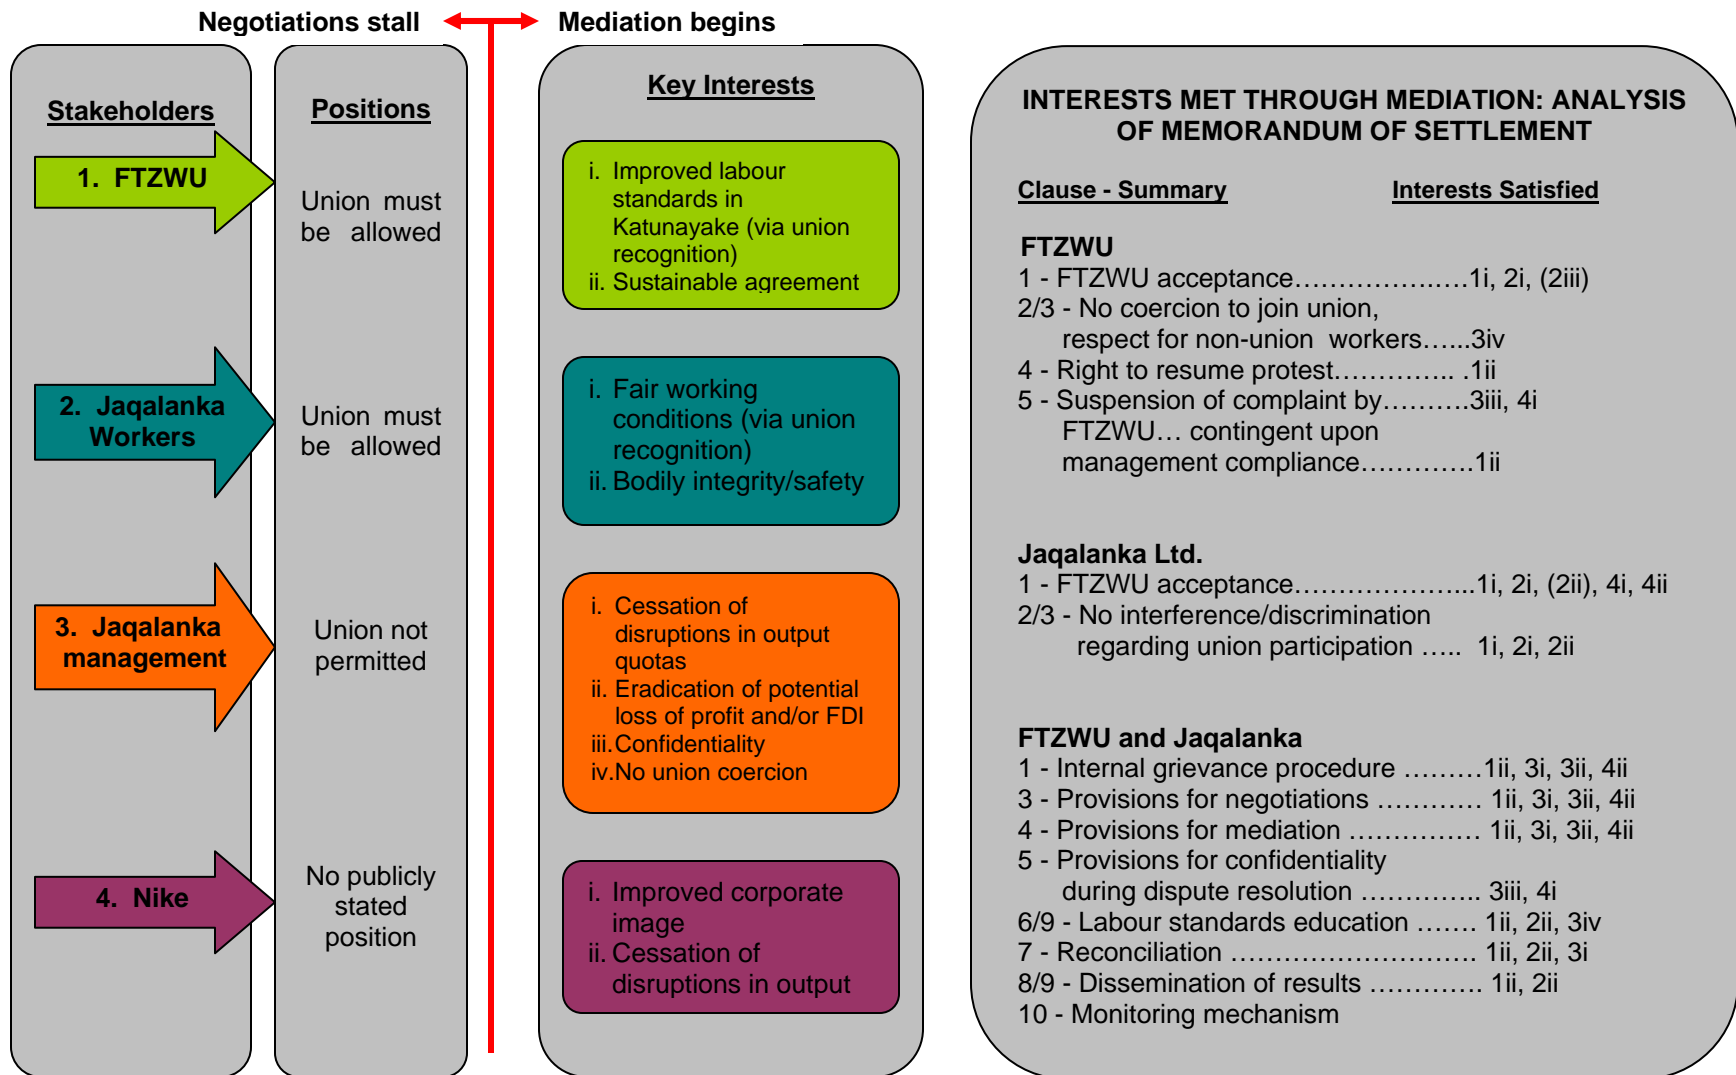 Negotiations stall
Mediation begins
Stakeholders
1. FTZWU
2. Jaqalanka
Workers
3. Jaqalanka
management
4. Nike
Positions
Union must
be allowed
Union must
be allowed
Union not
permitted
No publicly
stated
position
Key Interests
i. Improved labour
standards in
Katunayake (via union
recognition)
ii. Sustainable agreement
i. Fair working
conditions (via union
recognition)
ii. Bodily integrity/safety
i. Cessation of
disruptions in output
quotas
ii. Eradication of potential
loss of profit and/or FDI
iii. Confidentiality
iv. No union coercion
i. Improved corporate
image
ii. Cessation of
disruptions in output
INTERESTS MET THROUGH MEDIATION: ANALYSIS
OF MEMORANDUM OF SETTLEMENT
Clause - Summary Interests Satisfied
FTZWU
1 - FTZWU acceptance……………..…..1i, 2i, (2iii)
2/3 - No coercion to join union,
respect for non-union workers…...3iv
4 - Right to resume protest………….. .1ii
5 - Suspension of complaint by……….3iii, 4i
FTZWU… contingent upon
management compliance………….1ii
Jaqalanka Ltd.
1 - FTZWU acceptance…………………...1i, 2i, (2ii), 4i, 4ii
2/3 - No interference/discrimination
regarding union participation ….. 1i, 2i, 2ii
FTZWU and Jaqalanka
1 - Internal grievance procedure ………1ii, 3i, 3ii, 4ii
3 - Provisions for negotiations ………… 1ii, 3i, 3ii, 4ii
4 - Provisions for mediation …………… 1ii, 3i, 3ii, 4ii
5 - Provisions for confidentiality
during dispute resolution ………….. 3iii, 4i
6/9 - Labour standards education ……. 1ii, 2ii, 3iv
7 - Reconciliation ………………………. 1ii, 2ii, 3i
8/9 - Dissemination of results …………. 1ii, 2ii
10 - Monitoring mechanism